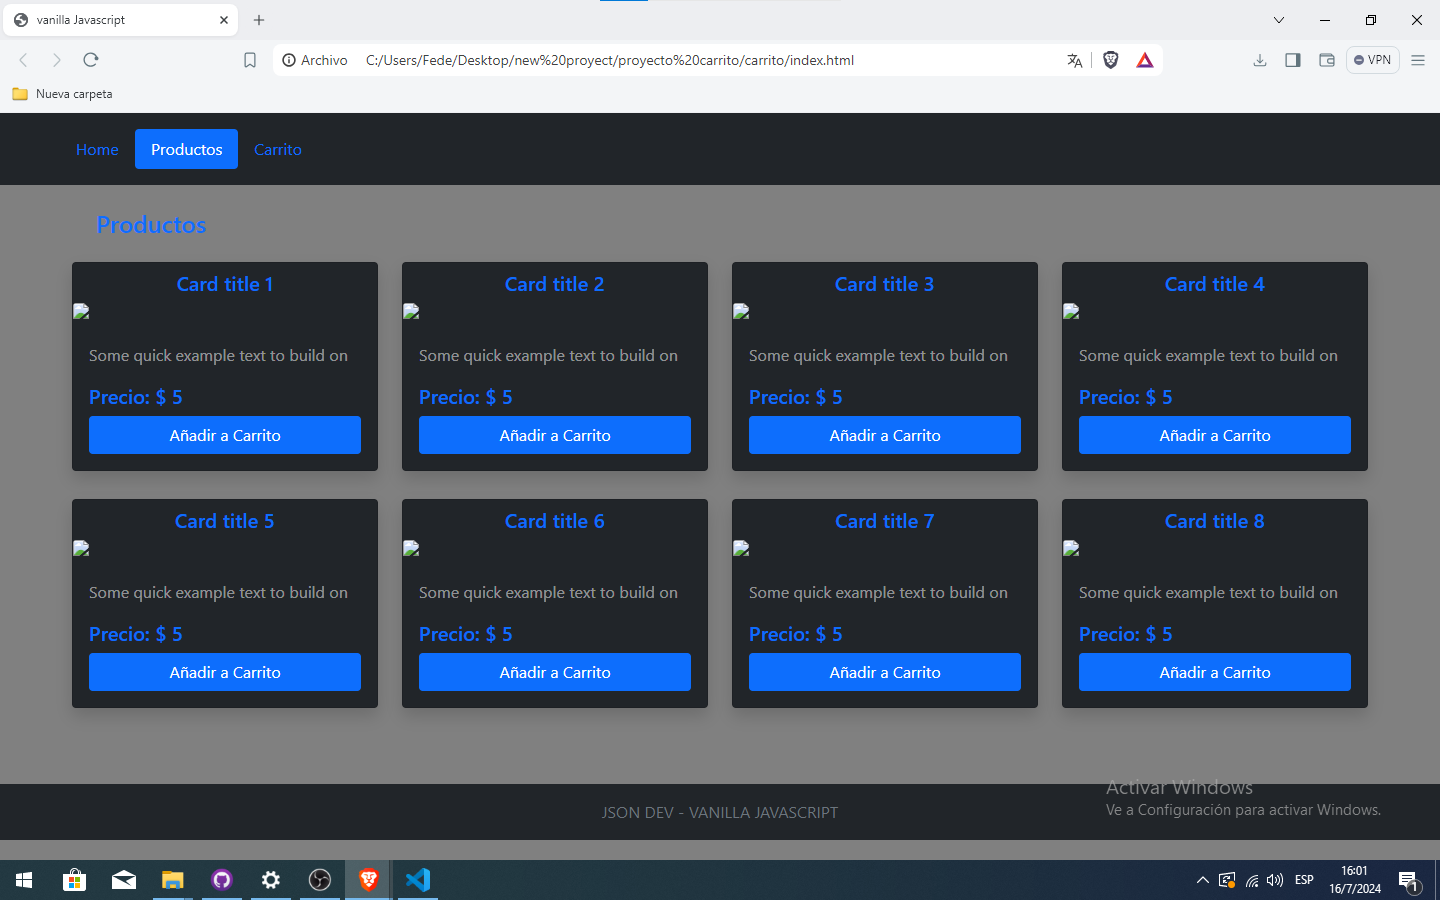 vanilla Javascript
Archivo C:/Users/Fede/Desktop/new%20proyect/proyecto%20carrito/carrito/index.html
VPN
Nueva carpeta
Home Productos Carrito
Productos
Card title 1 Card title 2 Card title 3 Card title 4
Some quick example text to build on Some quick example text to build on Some quick example text to build on Some quick example text to build on
Precio: $ 5 Precio: $ 5 Precio: $ 5 Precio: $ 5
Añadir a Carrito Añadir a Carrito Añadir a Carrito Añadir a Carrito
Card title 5 Card title 6 Card title 7 Card title 8
Some quick example text to build on Some quick example text to build on Some quick example text to build on Some quick example text to build on
Precio: $ 5 Precio: $ 5 Precio: $ 5 Precio: $ 5
Añadir a Carrito Añadir a Carrito Añadir a Carrito Añadir a Carrito
Activar Windows
Ve a Configuración para activar Windows.
JSON DEV - VANILLA JAVASCRIPT
ESP
16:01
16/7/2024
1